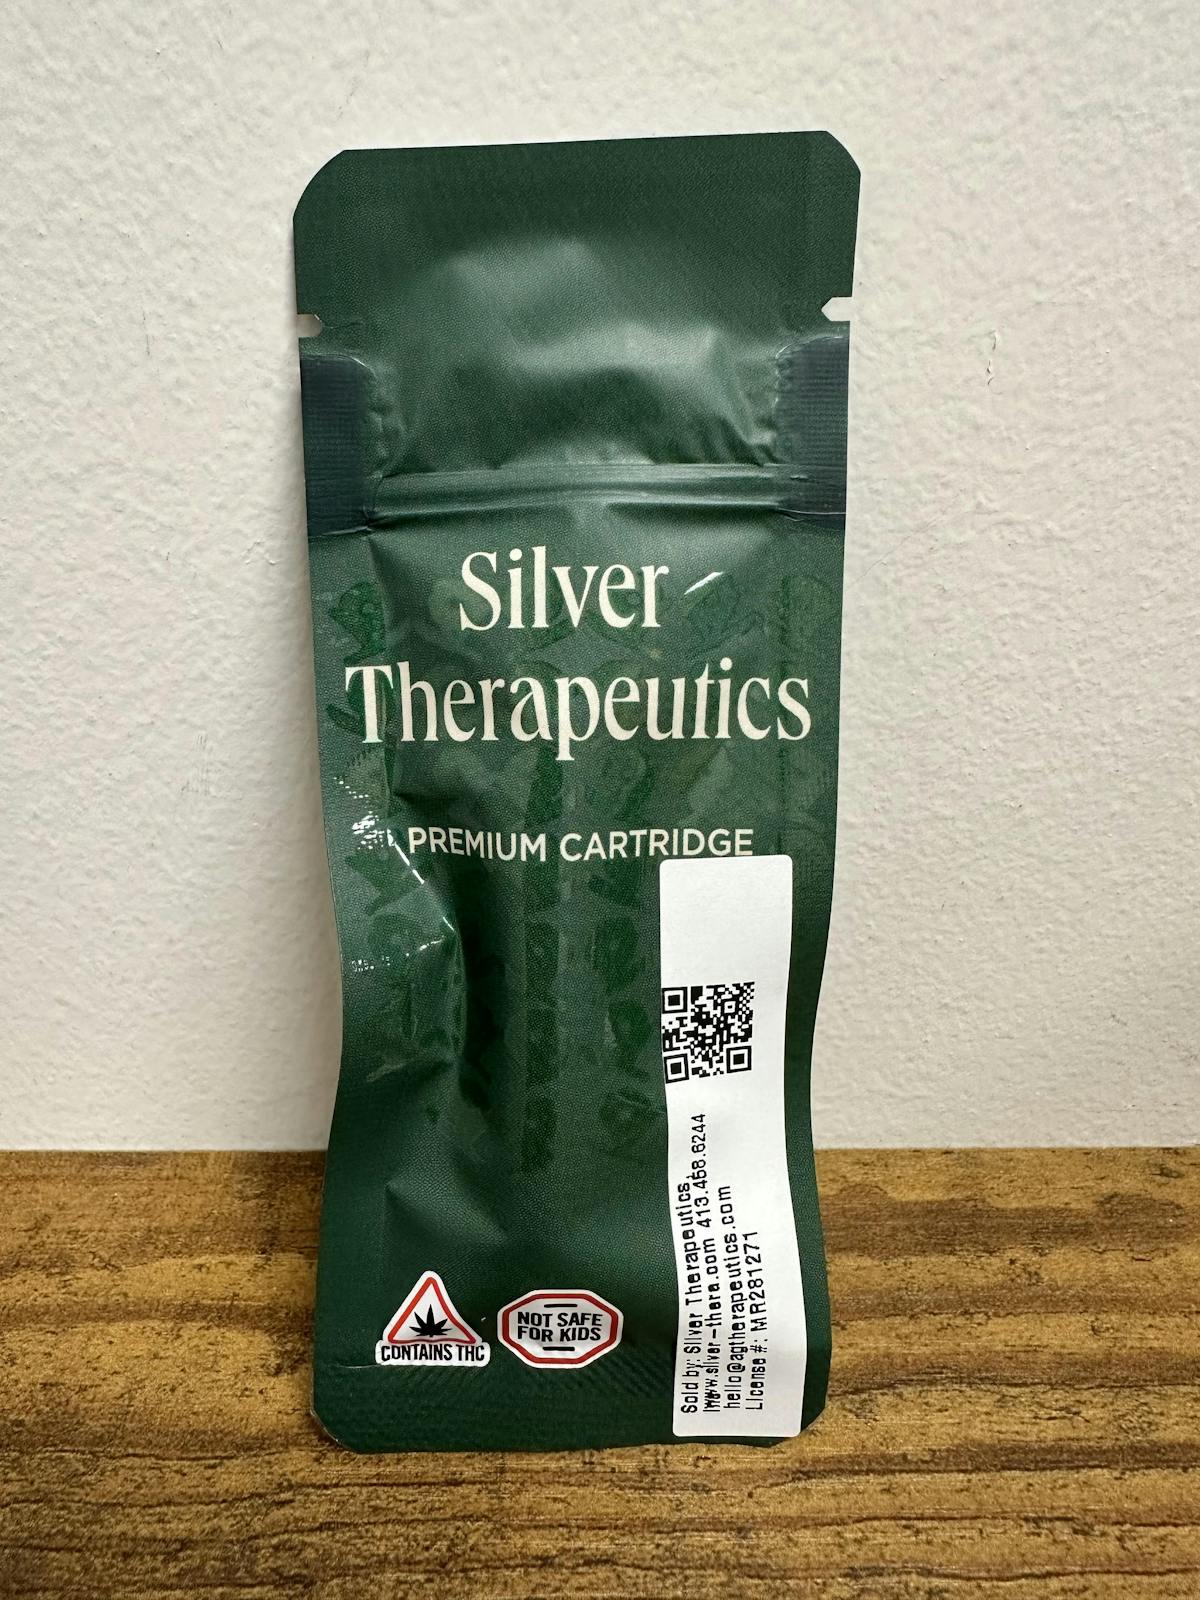 Silver
Therapeutics
PREMIUM CARTRIDGE
CONTAINS THC
NOT SAFE
FOR KIDS
Sold by: Silver Therapeutics,
www.silver-thera.com 413.458.6244
hello@agtherapeutics.com
License #: MR281271